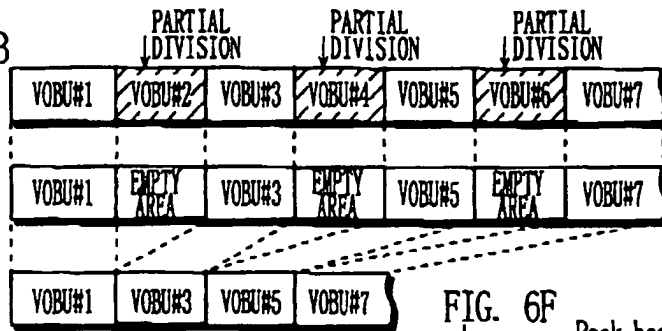 PARTIAL DIVISION PARTIAL DIVISION PARTIAL DIVISION
VOBU#1 VOBU#2 VOBU#3 VOBU#4 VOBU#5 VOBU#6 VOBU#7
VOBU#1 EMPTY AREA VOBU#3 EMPTY AREA VOBU#5 EMPTY AREA VOBU#7
VOBU#1 VOBU#3 VOBU#5 VOBU#7
FIG. 6F